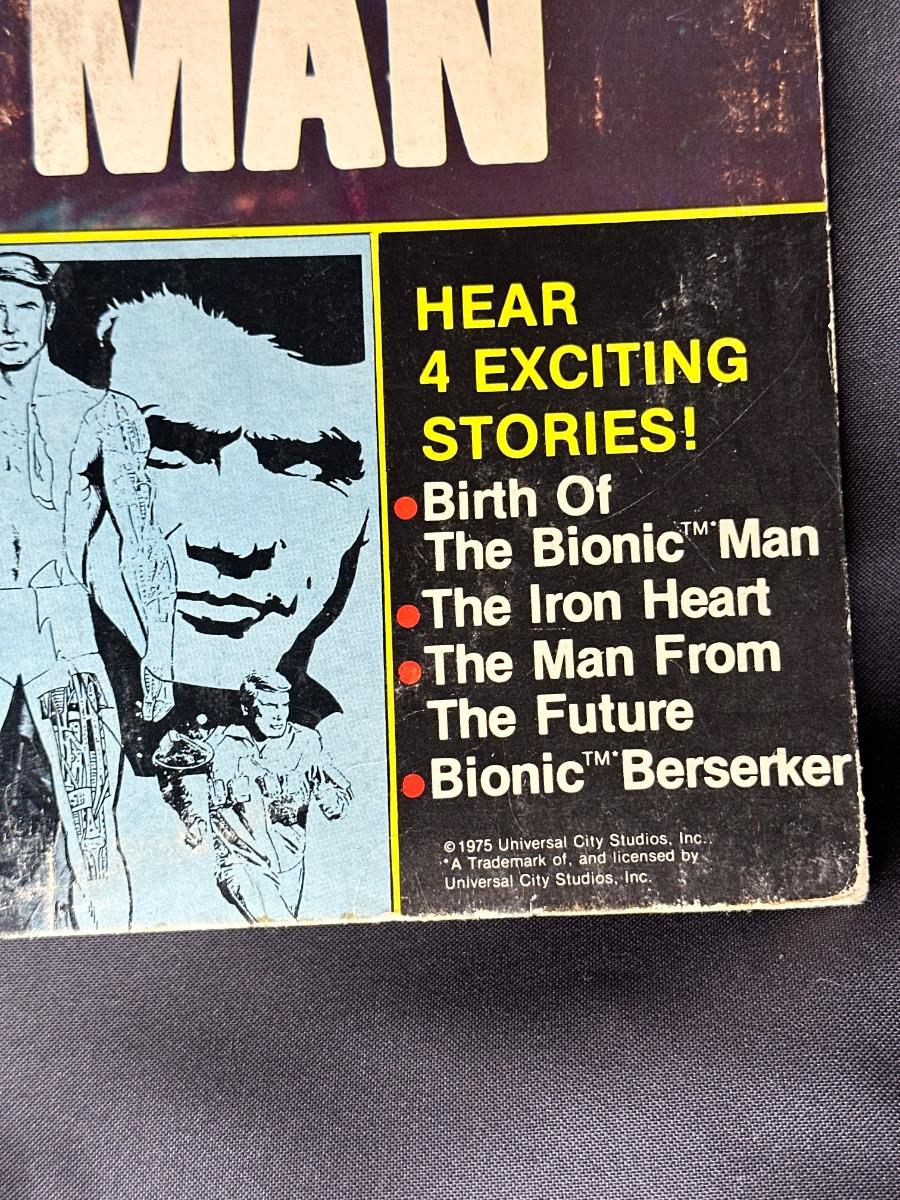 MAN
HEAR
4 EXCITING
STORIES!
Birth Of
The Bionic™* Man
The Iron Heart
The Man From
The Future
Bionic™* Berserker
©1975 Universal City Studios, Inc..
*A Trademark of, and licensed by
Universal City Studios, Inc.